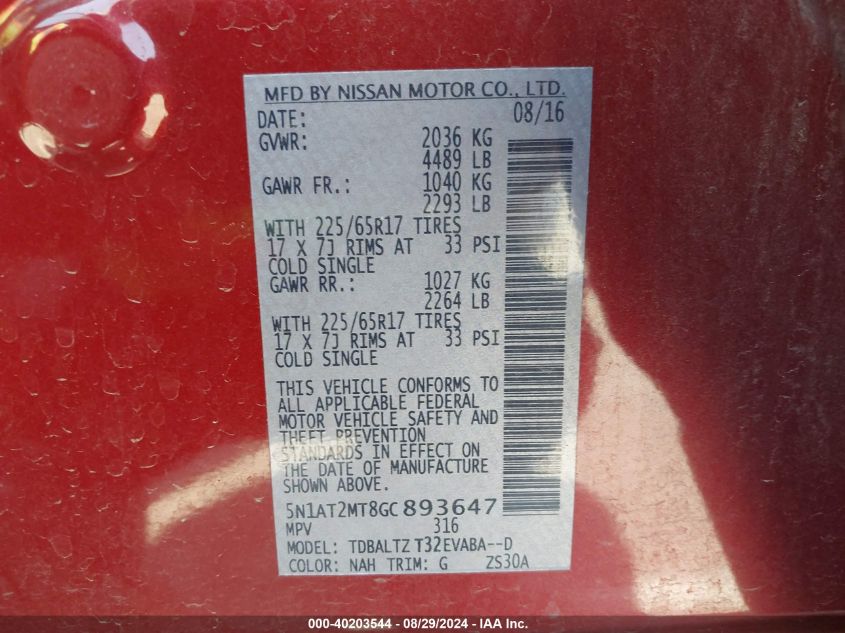 MFD BY NISSAN MOTOR CO., LTD.
DATE: 08/16
GVWR: 2036 KG
4489 LB
GAWR FR.: 1040 KG
2293 LB
WITH 225/65R17 TIRES
17 X 7J RIMS AT 33 PSI
COLD SINGLE
GAWR RR.: 1027 KG
2264 LB
WITH 225/65R17 TIRES
17 X 7J RIMS AT 33 PSI
COLD SINGLE
THIS VEHICLE CONFORMS TO
ALL APPLICABLE FEDERAL
MOTOR VEHICLE SAFETY AND
THEFT PREVENTION
STANDARDS IN EFFECT ON
THE DATE OF MANUFACTURE
SHOWN ABOVE.
5N1AT2MT8GC893647
MPV 316
MODEL: TDBALTZ T32EVABA--D
COLOR: NAH TRIM: G ZS30A
000-40203544 - 08/29/2024 - IAA Inc.